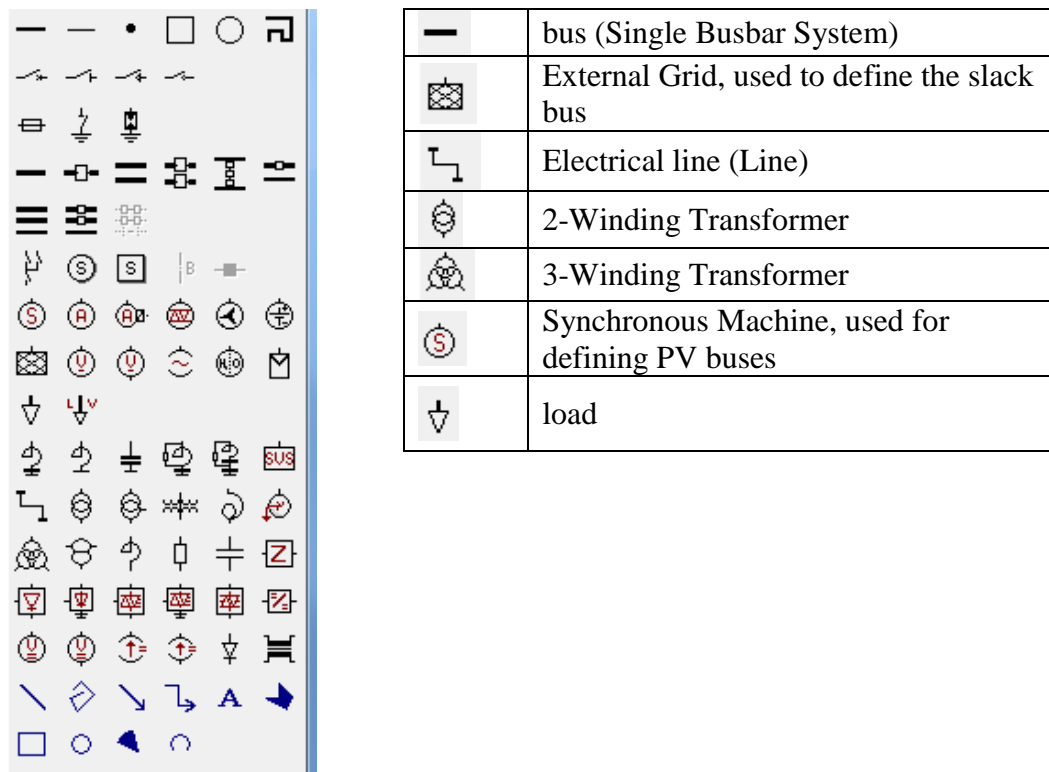 bus (Single Busbar System)
External Grid, used to define the slack
bus
Electrical line (Line)
2-Winding Transformer
3-Winding Transformer
S
Synchronous Machine, used for
defining PV buses
load
S S B
S A A
V V
L V
SVS
Z
V V
A